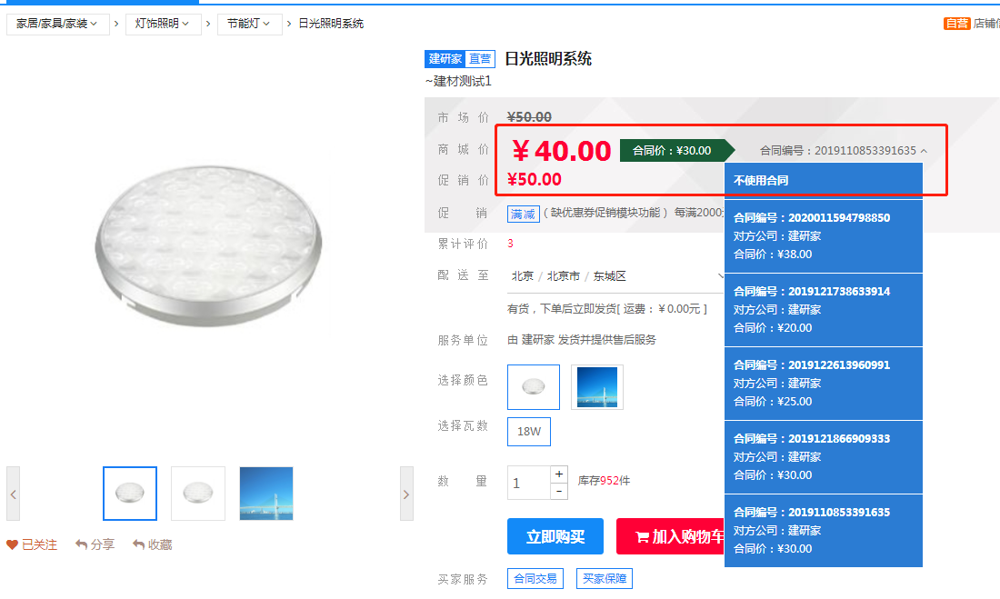 家居/家具/家装 > 灯饰照明 > 节能灯 > 日光照明系统
自营 店铺信
建研家 直营 日光照明系统
~建材测试1
市场价 ¥50.00
商城价 ￥40.00 合同价：¥30.00 合同编号：2019110853391635
促销价 ¥50.00
促销 满减 ( 缺优惠券促销模块功能 ) 每满2000
累计评价 3
配送至 北京 / 北京市 / 东城区
有货，下单后立即发货[ 运费：￥0.00元 ]
服务单位 由 建研家 发货并提供售后服务
选择颜色
选择瓦数 18W
数量 1 + - 库存952件
立即购买 加入购物车
买家服务 合同交易 买家保障
不使用合同
合同编号：2020011594798850
对方公司：建研家
合同价：¥38.00
合同编号：2019121738633914
对方公司：建研家
合同价：¥20.00
合同编号：2019122613960991
对方公司：建研家
合同价：¥25.00
合同编号：2019121866909333
对方公司：建研家
合同价：¥30.00
合同编号：2019110853391635
对方公司：建研家
合同价：¥30.00
已关注 分享 收藏